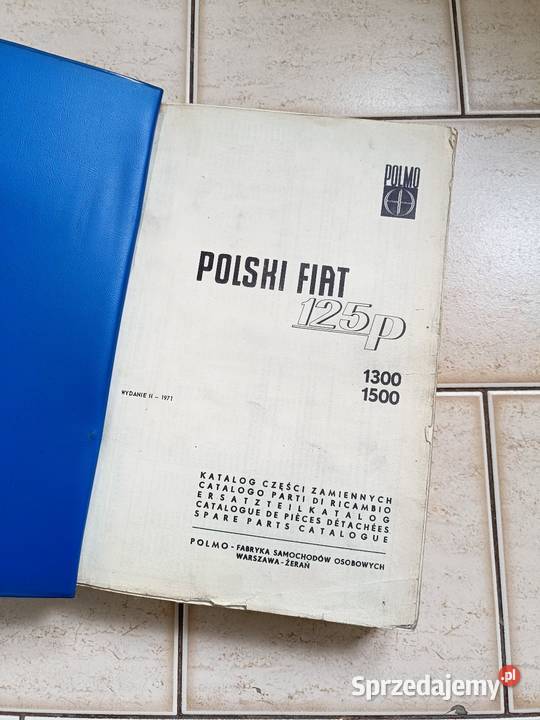 POLMO
POLSKI FIAT
125p
1300
1500
WYDANIE II – 1971
KATALOG CZĘŚCI ZAMIENNYCH
CATALOGO PARTI DI RICAMBIO
ERSATZTEILKATALOG
CATALOGUE DE PIÈCES DÉTACHÉES
SPARE PARTS CATALOGUE
POLMO - FABRYKA SAMOCHODÓW OSOBOWYCH
WARSZAWA-ŻERAŃ
Sprzedajemy.pl